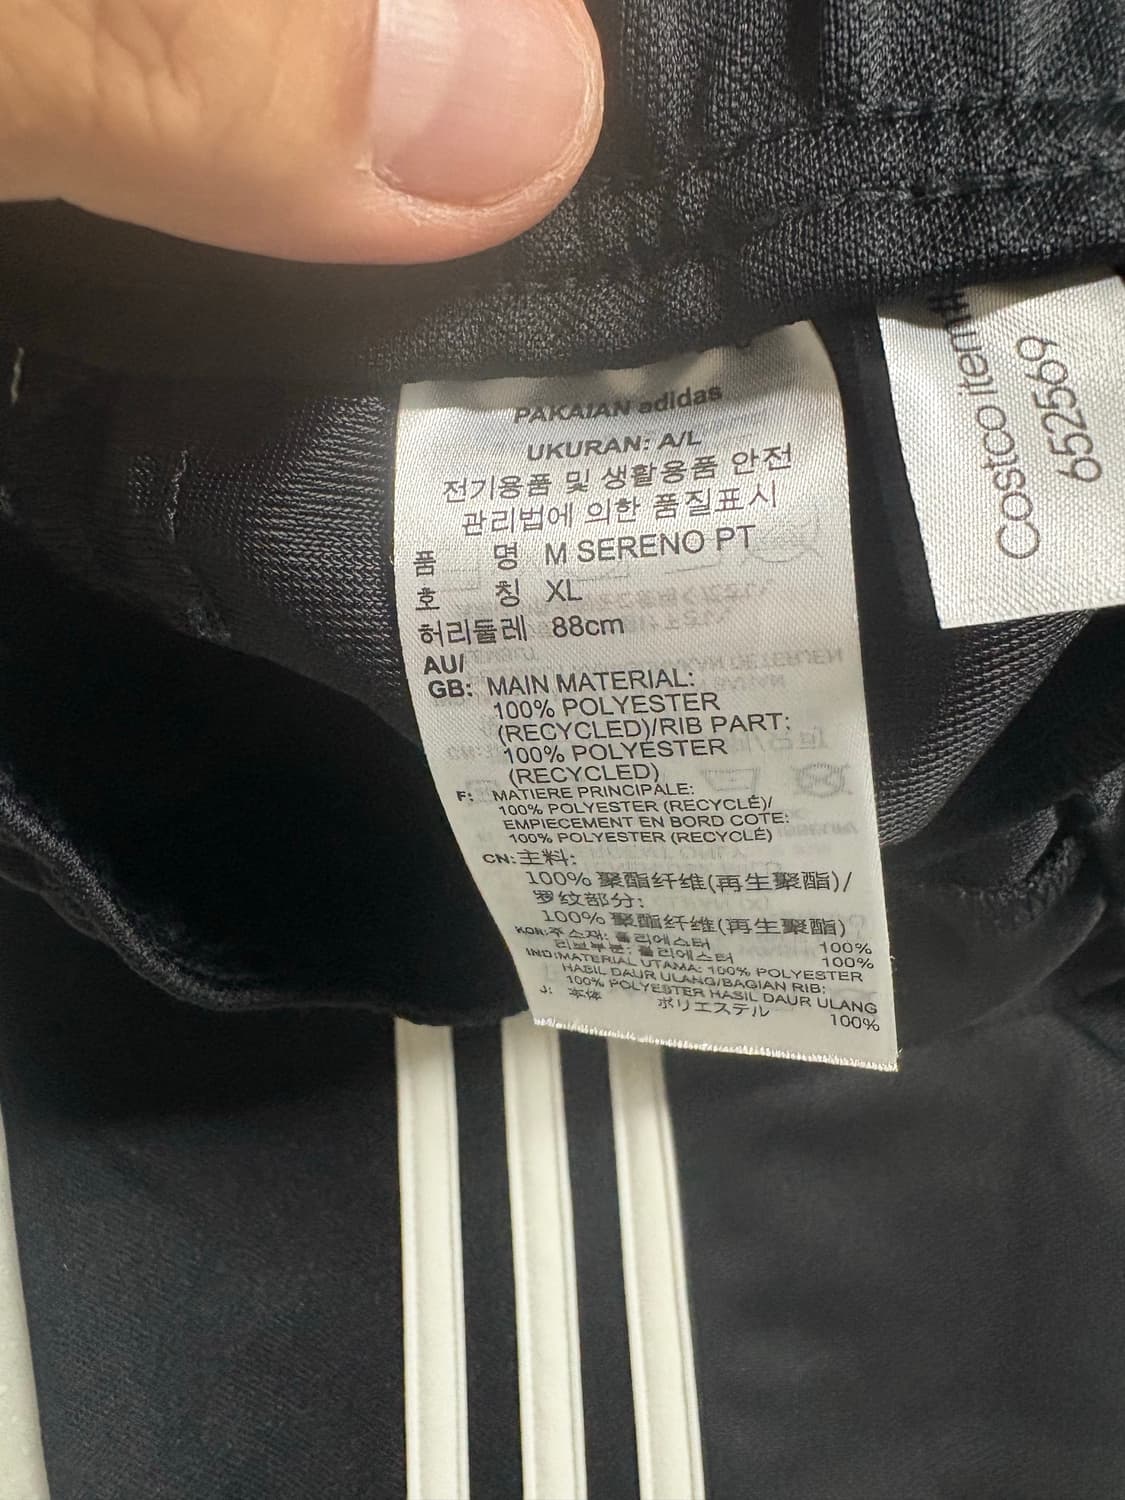 PAKAIAN adidas
UKURAN: A/L
전기용품 및 생활용품 안전
관리법에 의한 품질표시
품 명 M SERENO PT
호 칭 XL
허리둘레 88cm
AU/
GB: MAIN MATERIAL:
100% POLYESTER
(RECYCLED)/RIB PART:
100% POLYESTER
(RECYCLED)
F: MATIERE PRINCIPALE:
100% POLYESTER (RECYCLÉ)/
EMPIECEMENT EN BORD COTE:
100% POLYESTER (RECYCLÉ)
CN: 主料:
100% 聚酯纤维(再生聚酯)/
罗纹部分:
100% 聚酯纤维(再生聚酯)
KOR: 주소재: 폴리에스터 100%
리브부분: 폴리에스터 100%
IND: MATERIAL UTAMA: 100% POLYESTER
HASIL DAUR ULANG/BAGIAN RIB:
100% POLYESTER HASIL DAUR ULANG
J: 本体 ポリエステル 100%
Costco item#
652569